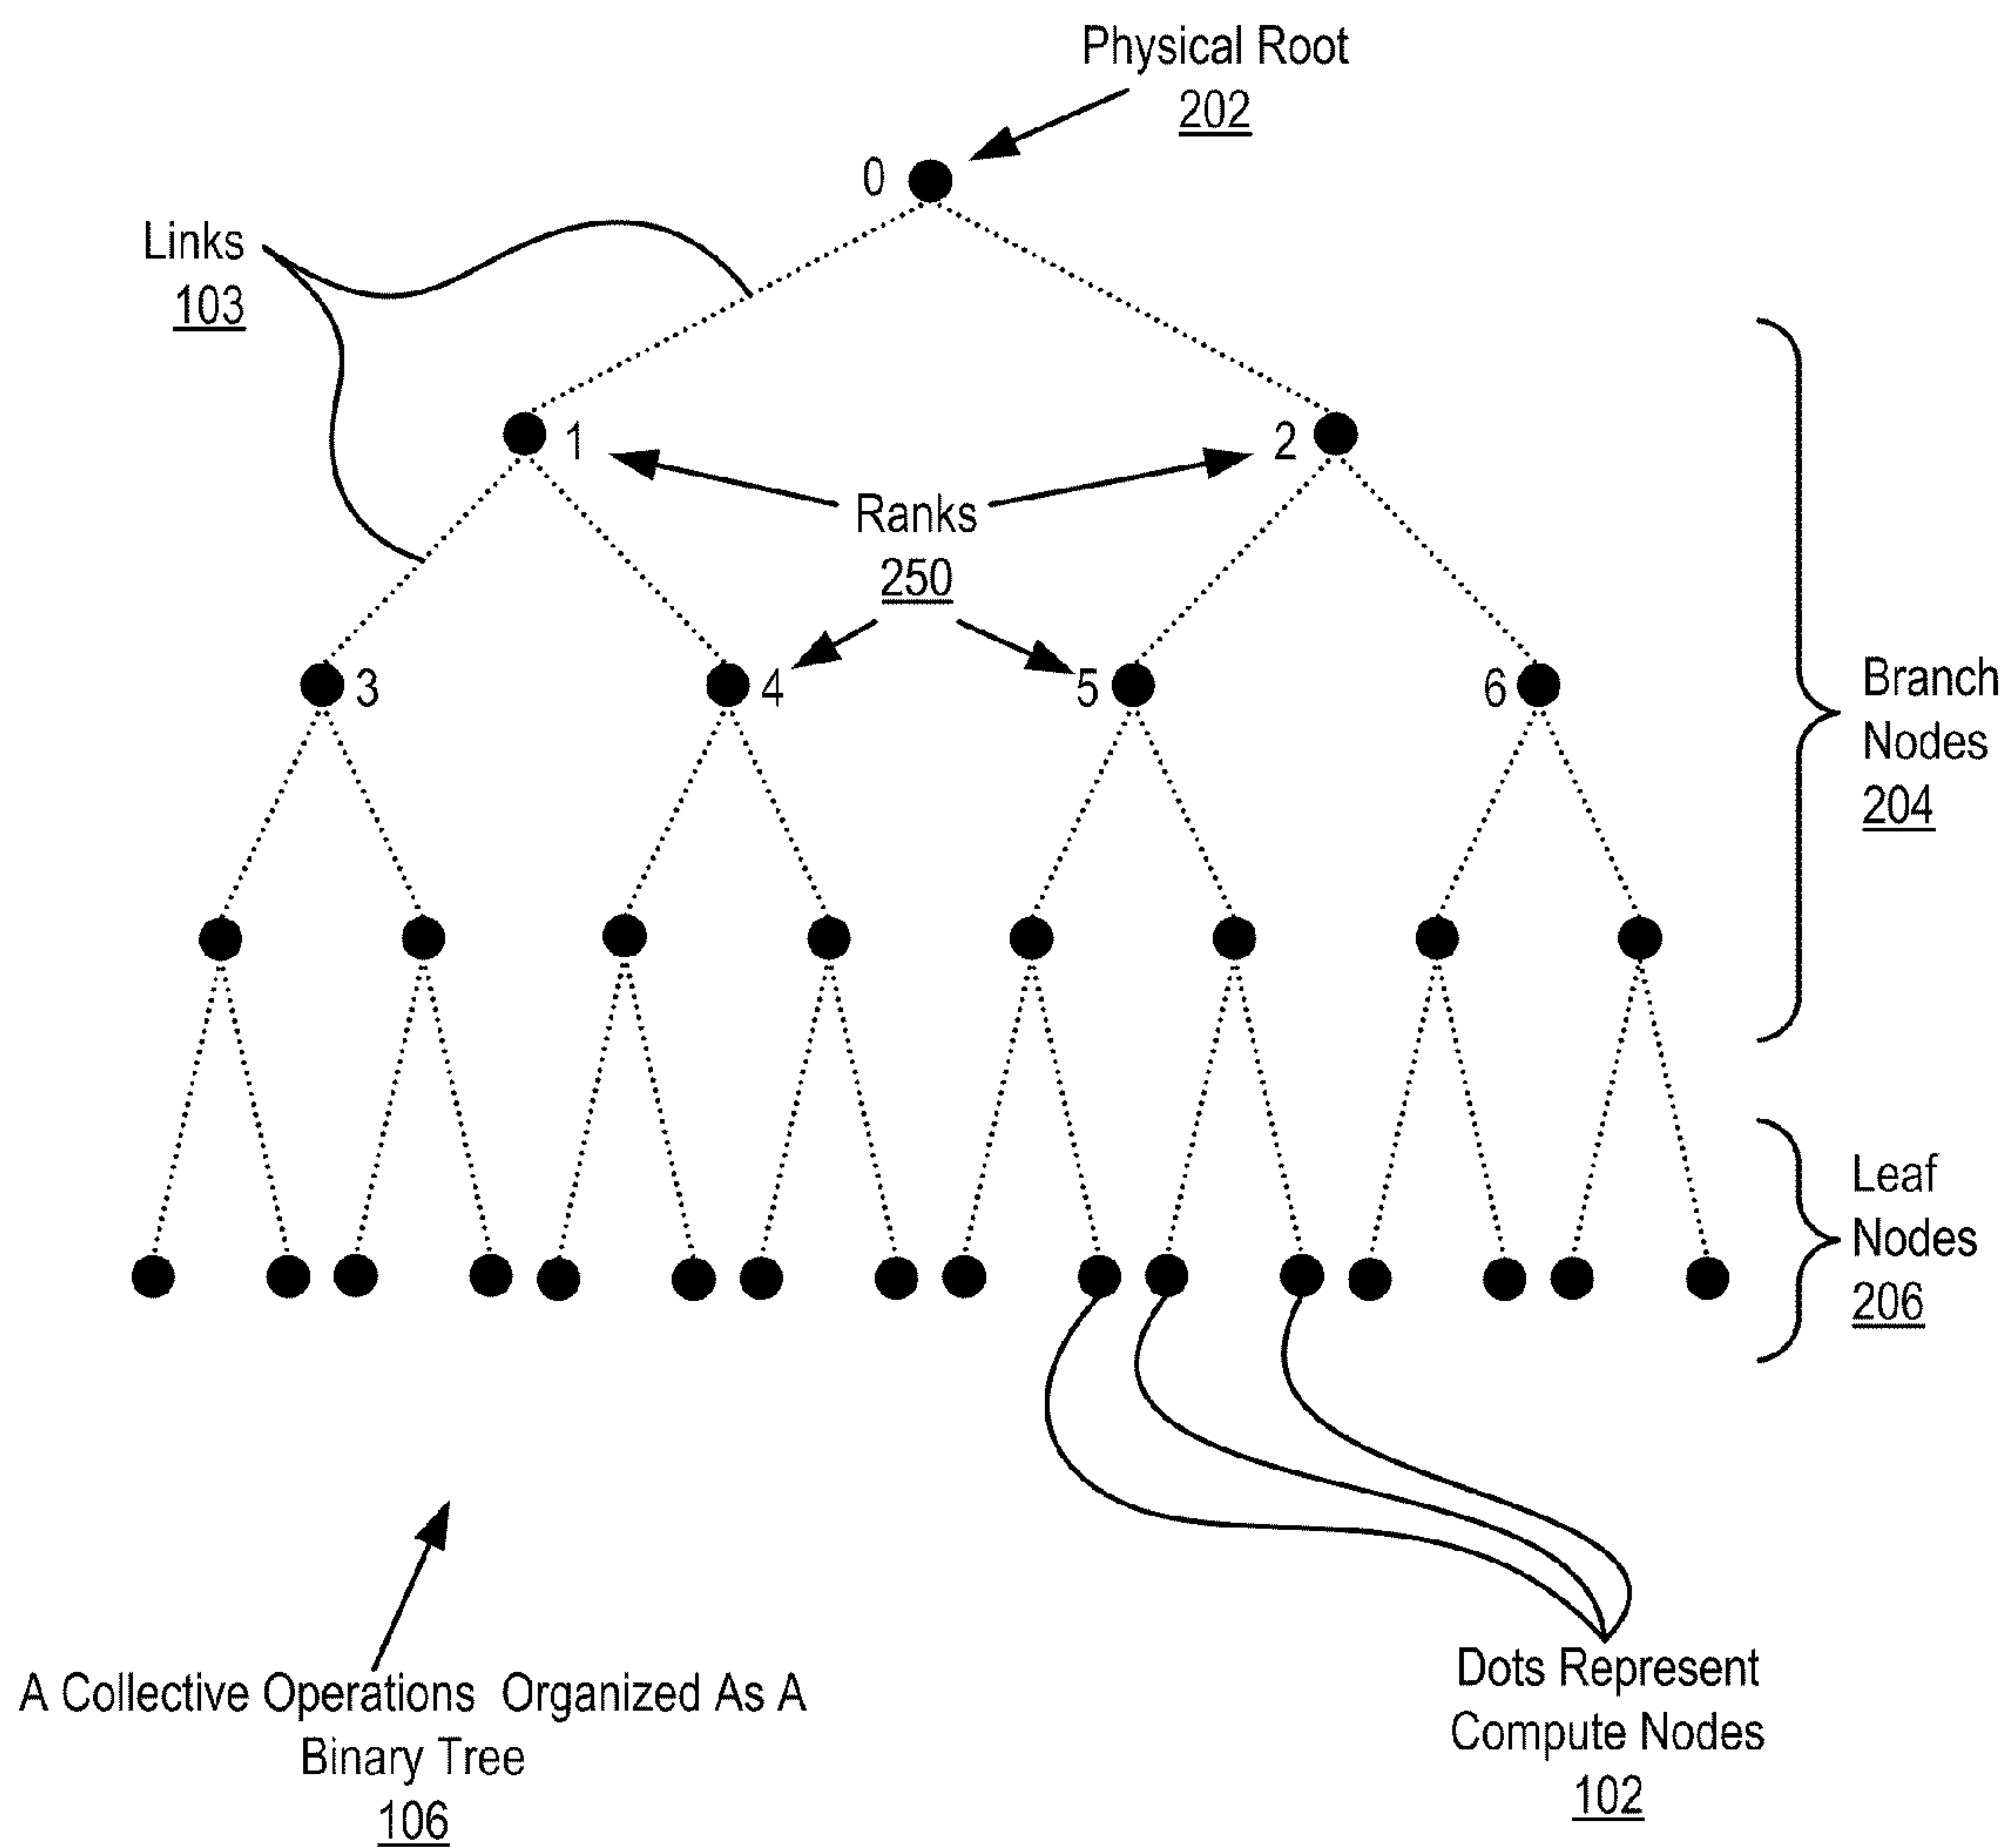 Physical Root
202
0
Links
103
1
2
Ranks
250
3
4
5
6
Branch
Nodes
204
Leaf
Nodes
206
A Collective Operations Organized As A
Binary Tree
106
Dots Represent
Compute Nodes
102